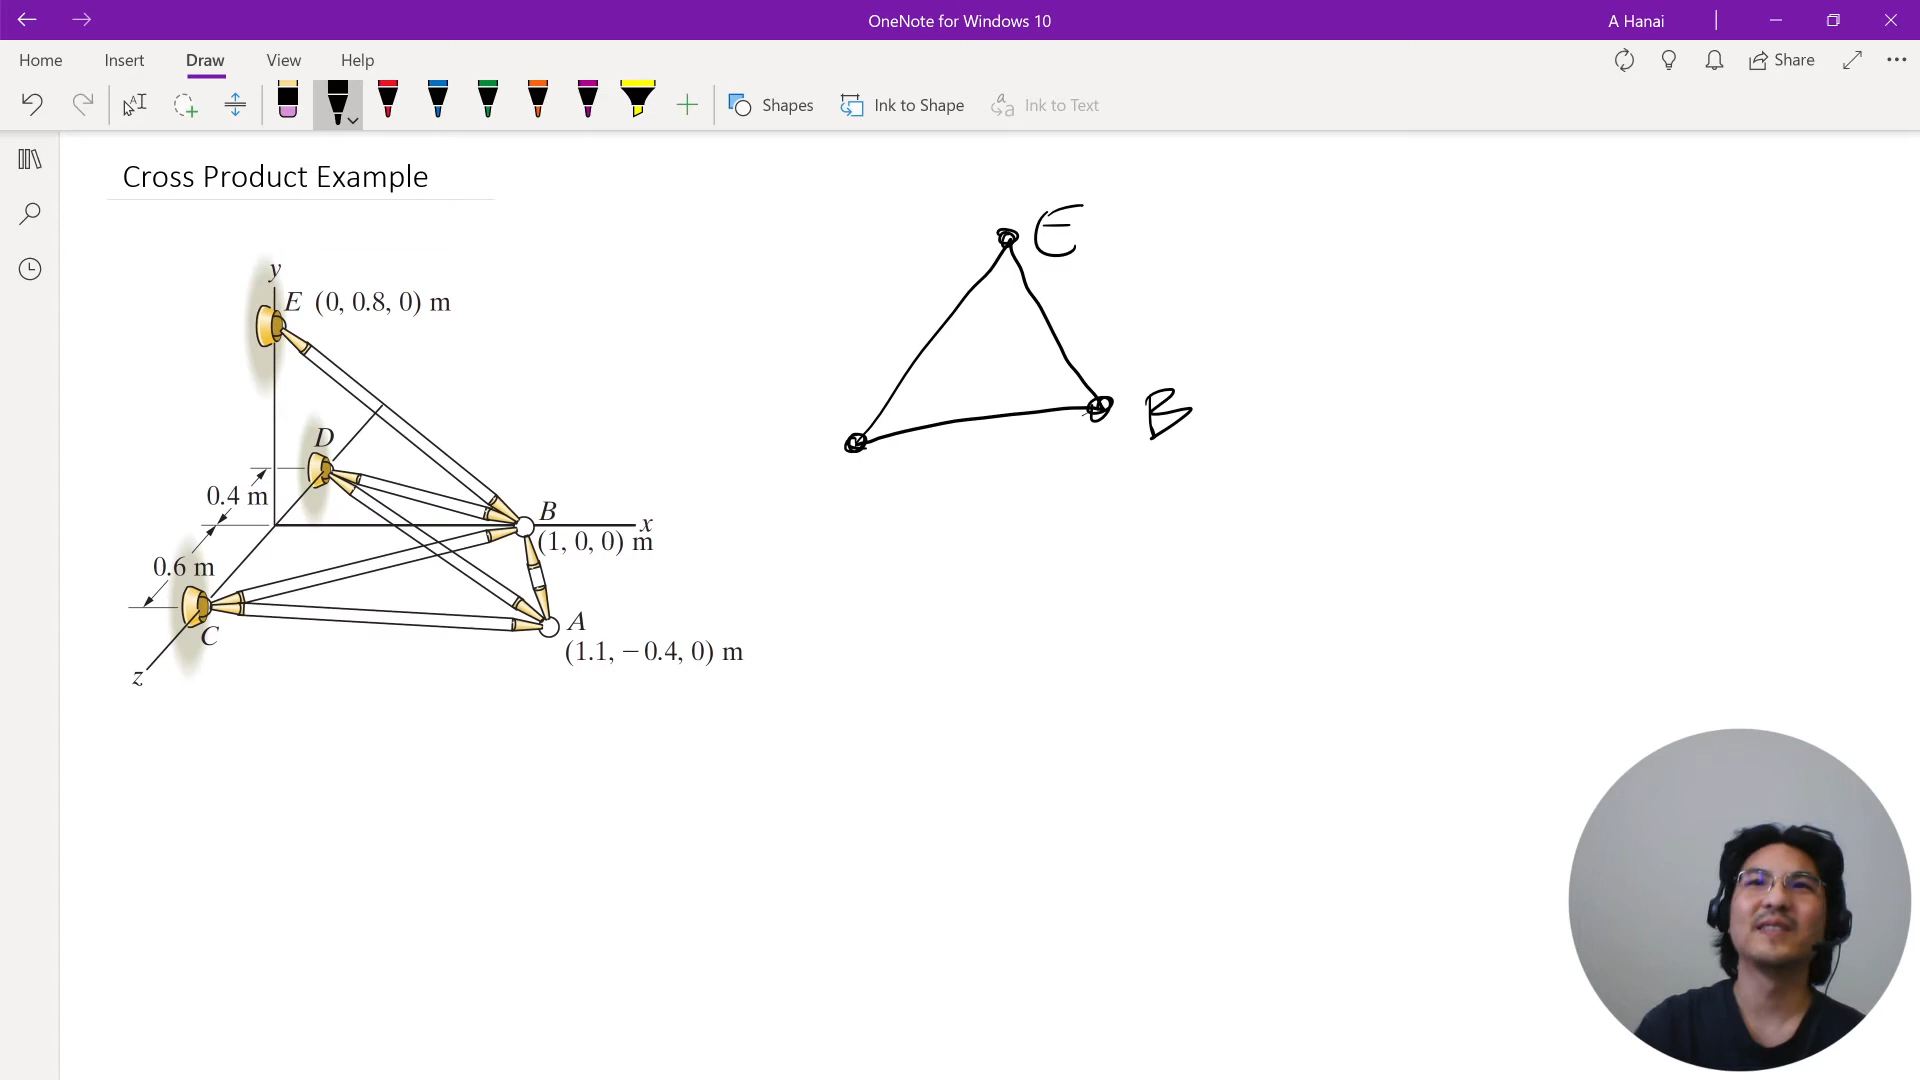 OneNote for Windows 10
A Hanai
Home Insert Draw View Help
Share
Shapes Ink to Shape Ink to Text
Cross Product Example
y
E (0, 0.8, 0) m
D
0.4 m
B
x
(1, 0, 0) m
0.6 m
A
C
(1.1, −0.4, 0) m
z
E
B